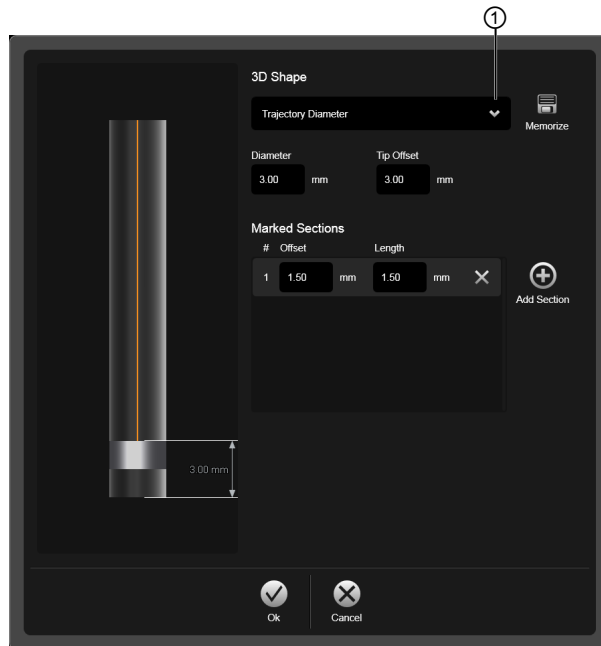 1
3D Shape
Trajectory Diameter
Memorize
Diameter Tip Offset
3.00 mm 3.00 mm
Marked Sections
# Offset Length
1 1.50 mm 1.50 mm
Add Section
3.00 mm
Ok Cancel